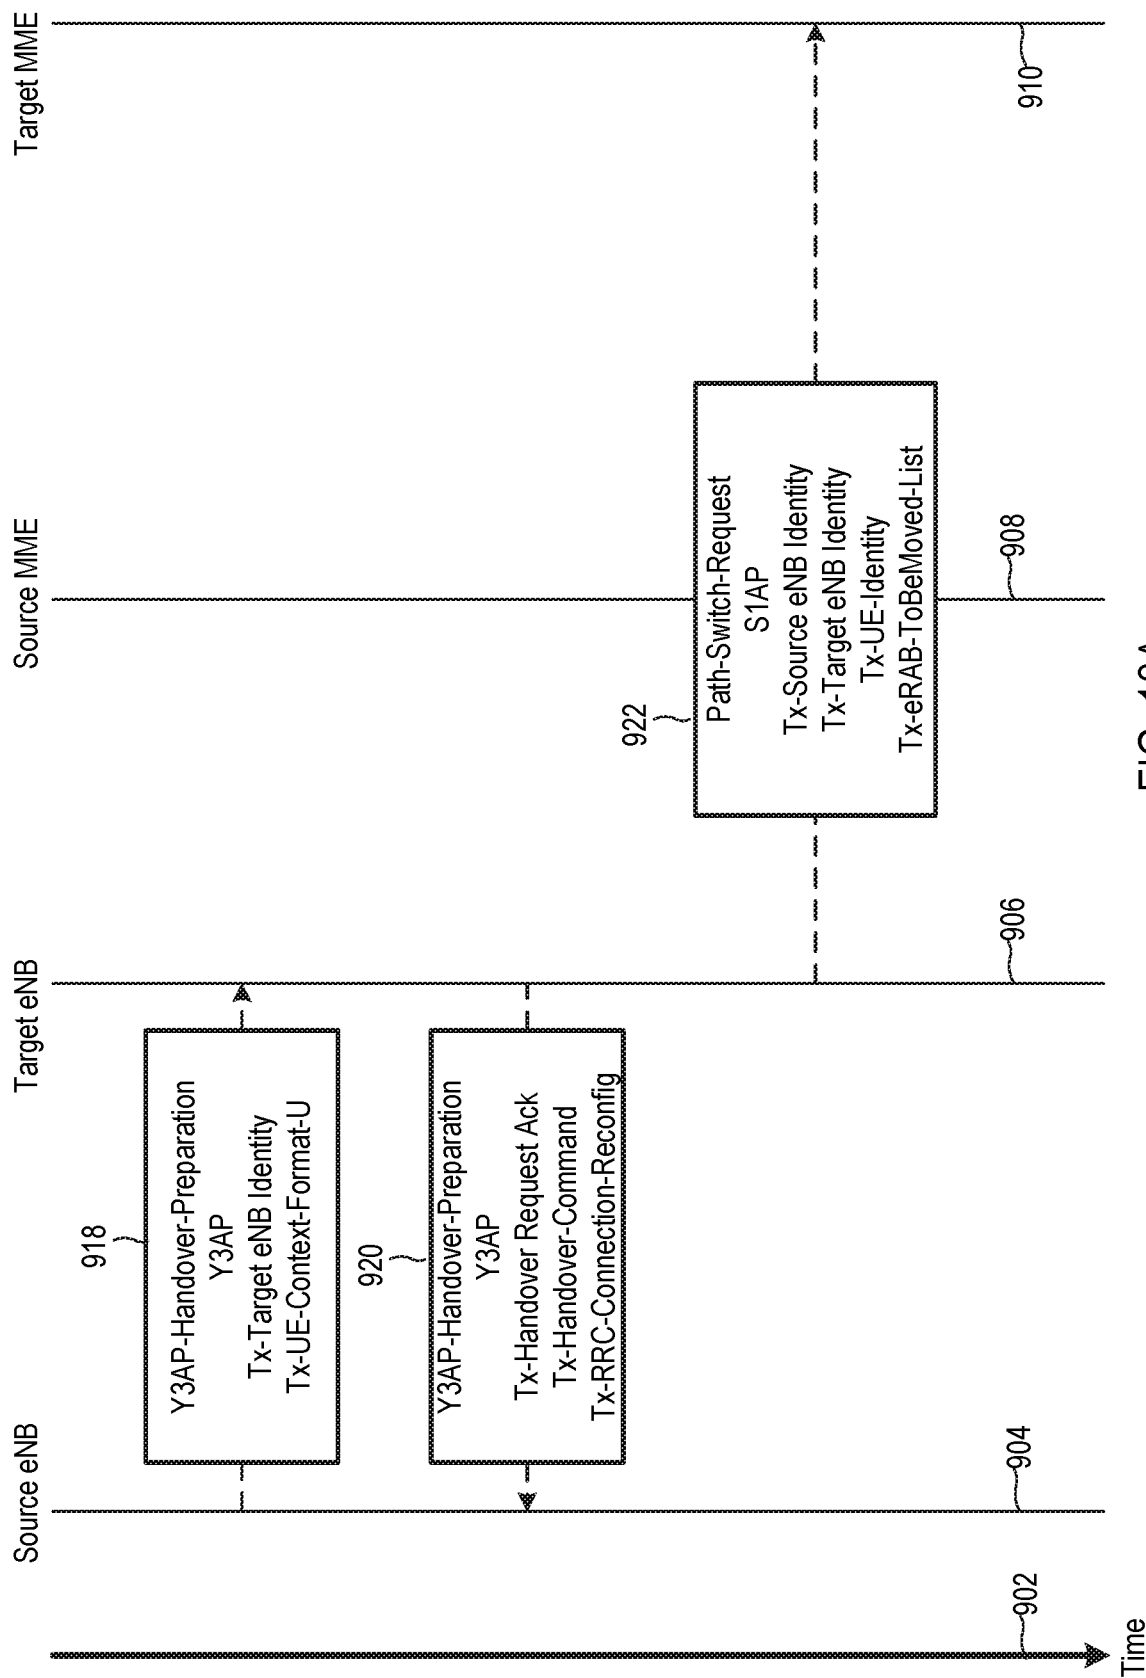 Source eNB
Target eNB
Source MME
Target MME
918
Y3AP-Handover-Preparation
Y3AP
Tx-Target eNB Identity
Tx-UE-Context-Format-U
920
Y3AP-Handover-Preparation
Y3AP
Tx-Handover Request Ack
Tx-Handover-Command
Tx-RRC-Connection-Reconfig
922
Path-Switch-Request
S1AP
Tx-Source eNB Identity
Tx-Target eNB Identity
Tx-UE-Identity
Tx-eRAB-ToBeMoved-List
902
904
906
908
910
Time